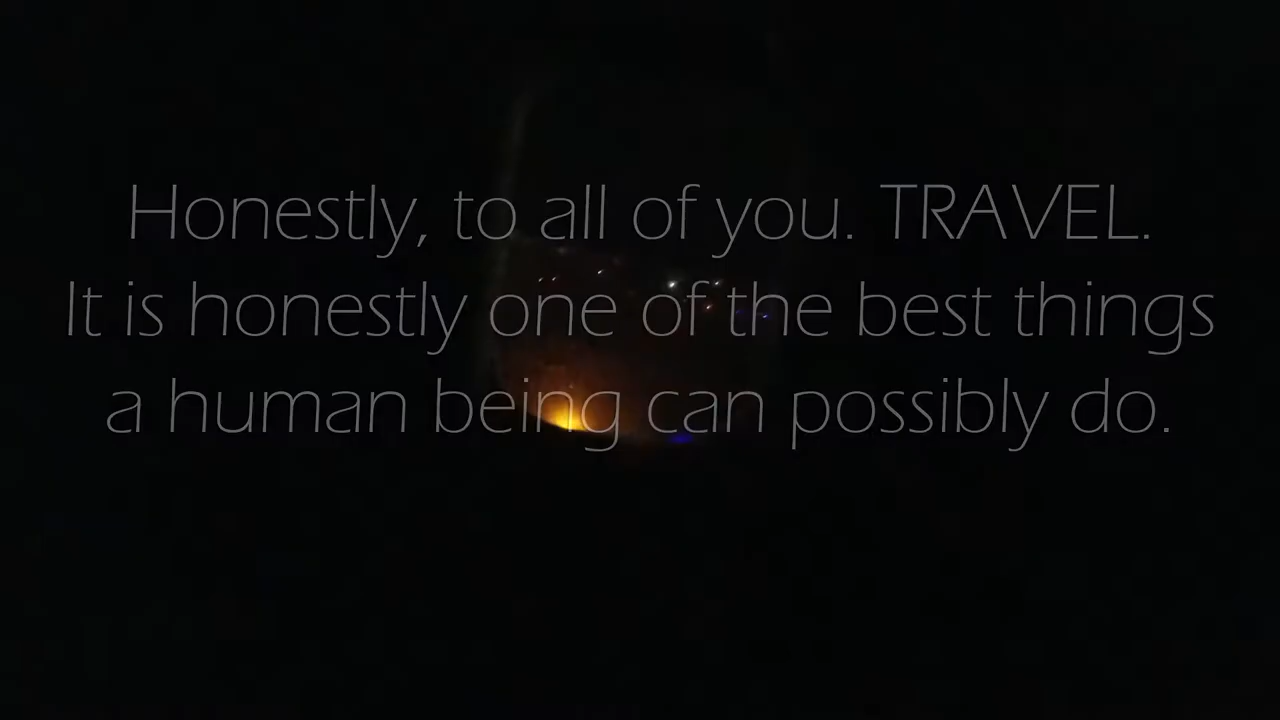 Honestly, to all of you. TRAVEL.
It is honestly one of the best things
a human being can possibly do.